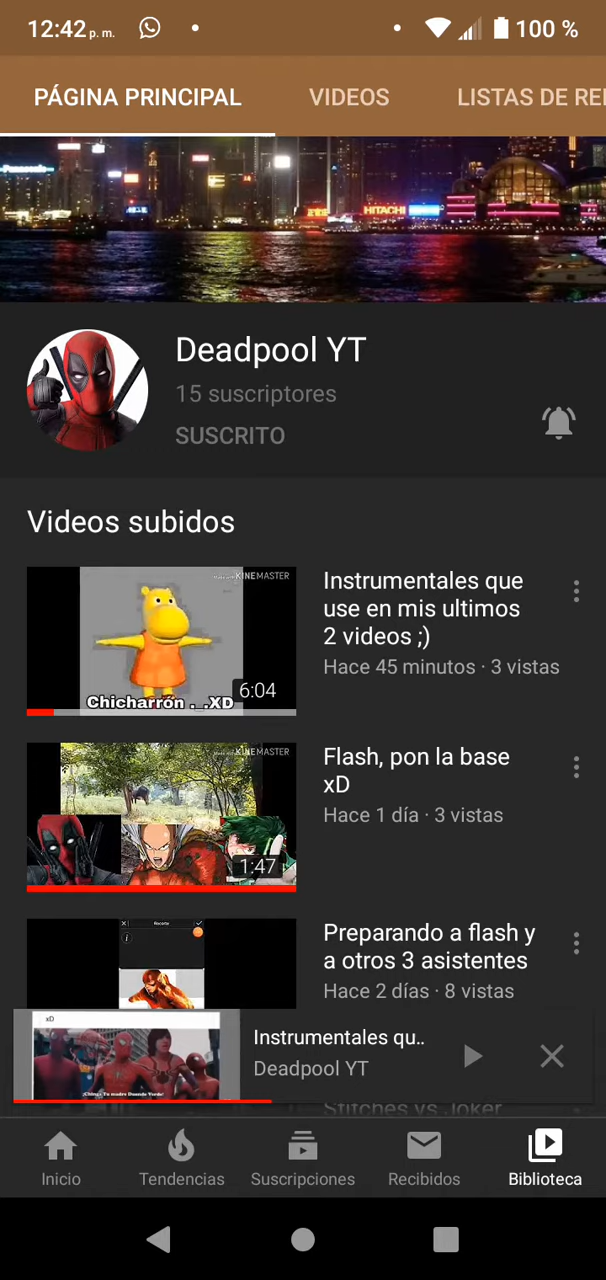 12:42 p. m.
100 %
PÁGINA PRINCIPAL
VIDEOS
LISTAS DE RE
HITACHI
Deadpool YT
15 suscriptores
SUSCRITO
Videos subidos
KINEMASTER
Chicharrón . _ .XD
6:04
Instrumentales que
use en mis ultimos
2 videos ;)
Hace 45 minutos · 3 vistas
KINEMASTER
1:47
Flash, pon la base
xD
Hace 1 día · 3 vistas
Recorte
Preparando a flash y
a otros 3 asistentes
Hace 2 días · 8 vistas
xD
Instrumentales qu..
Deadpool YT
Stitches vs Joker
Inicio
Tendencias
Suscripciones
Recibidos
Biblioteca